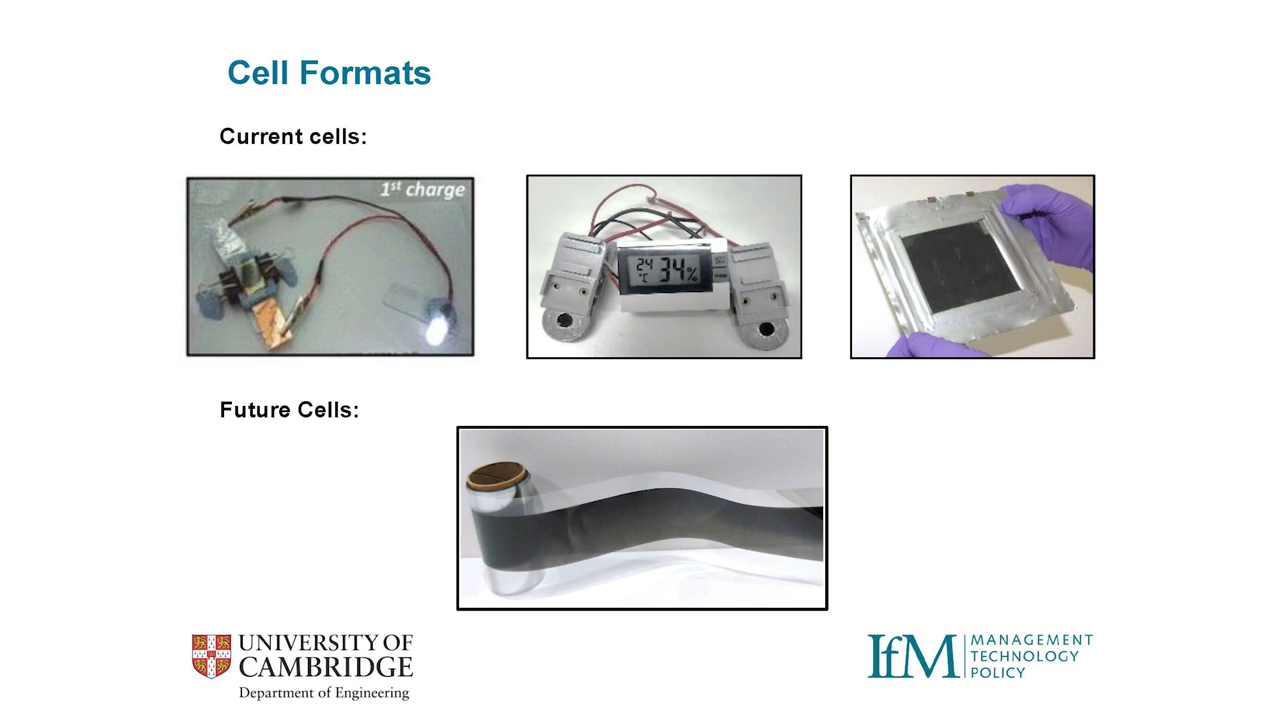 Cell Formats
Current cells:
1st charge
24 °C 34%
Future Cells:
UNIVERSITY OF
CAMBRIDGE
Department of Engineering
IfM
MANAGEMENT
TECHNOLOGY
POLICY